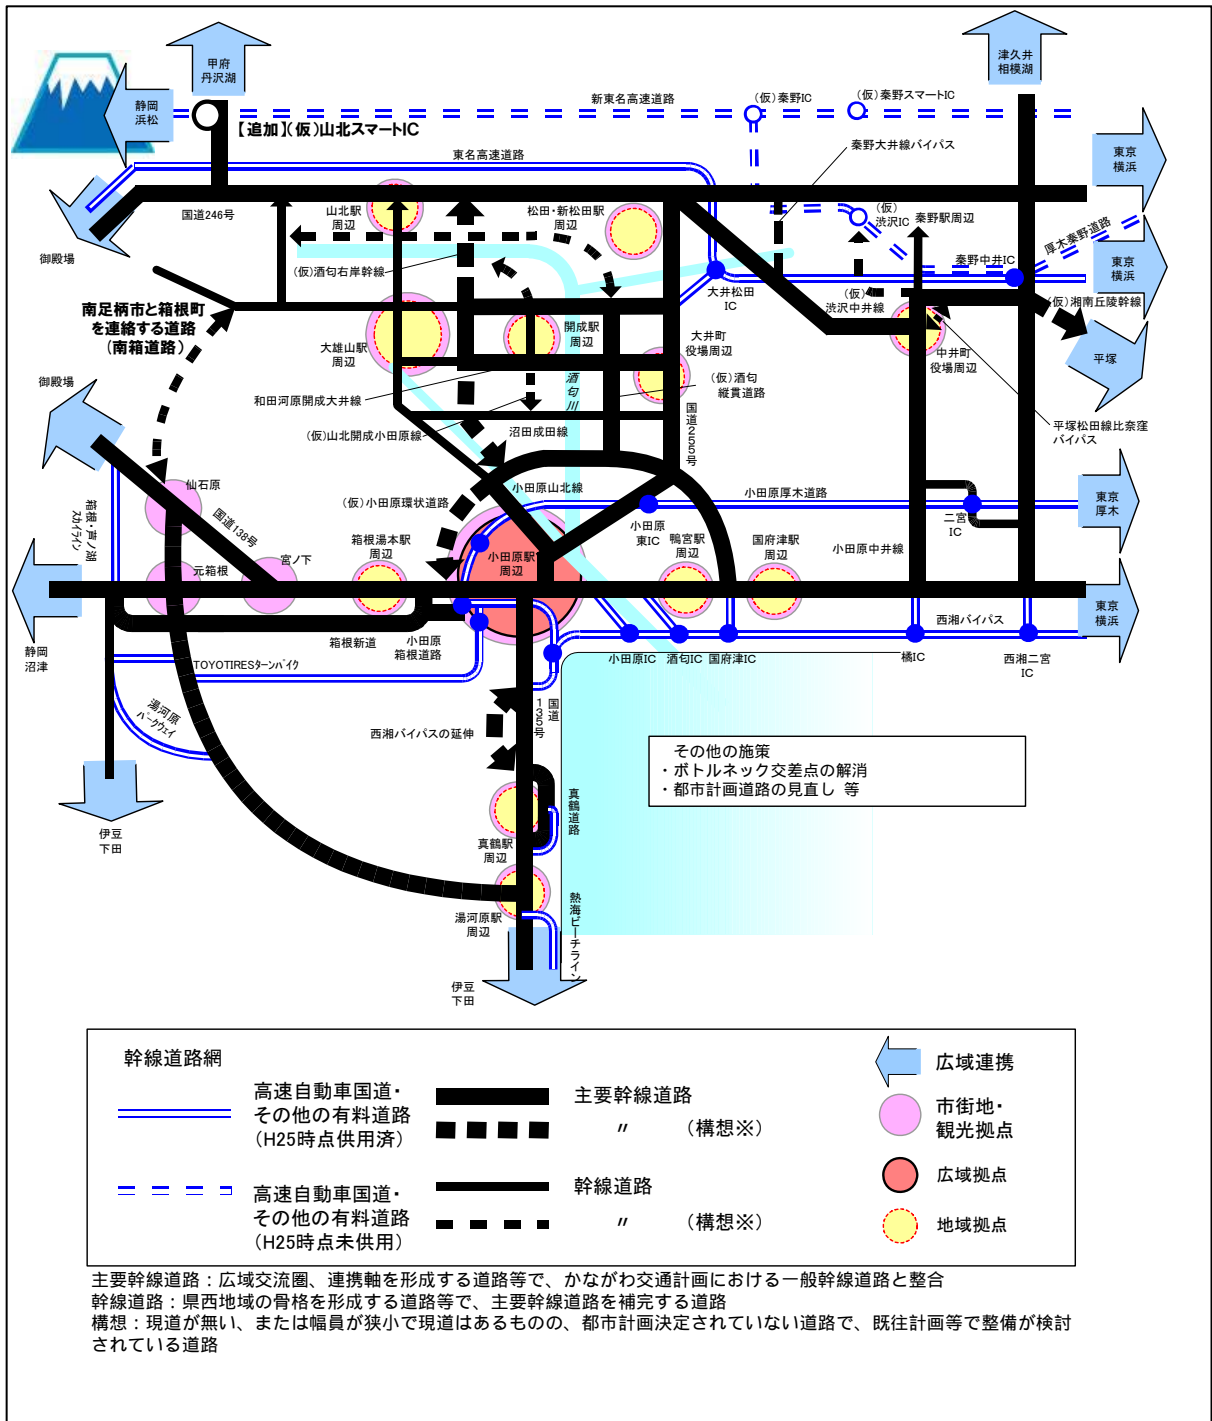 甲府
丹沢湖
津久井
相模湖
静岡
浜松
新東名高速道路
(仮)秦野IC
(仮)秦野スマートIC
【追加】(仮)山北スマートIC
東名高速道路
秦野大井線バイパス
東京
横浜
国道246号
山北駅
周辺
松田・新松田駅
周辺
(仮)
渋沢IC
秦野駅周辺
厚木秦野道路
御殿場
(仮)酒匂右岸幹線
秦野中井IC
東京
横浜
大井松田
IC
(仮)
渋沢中井線
(仮)湘南丘陵幹線
南足柄市と箱根町
を連絡する道路
(南箱道路)
大雄山駅
周辺
開成駅
周辺
大井町
役場周辺
中井町
役場周辺
平塚
御殿場
酒匂川
和田河原開成大井線
(仮)酒匂
縦貫道路
(仮)山北開成小田原線
沼田成田線
国道255号
平塚松田線比奈窪
バイパス
仙石原
小田原山北線
(仮)小田原環状道路
小田原厚木道路
東京
厚木
箱根・芦ノ湖
スカイライン
国道138号
小田原
東IC
二宮
IC
宮ノ下
元箱根
箱根湯本駅
周辺
小田原駅
周辺
鴨宮駅
周辺
国府津駅
周辺
小田原中井線
静岡
沼津
箱根新道
小田原
箱根道路
西湘バイパス
東京
横浜
小田原IC
酒匂IC
国府津IC
橘IC
西湘二宮
IC
TOYOTIRESターンパイク
湯河原
パークウェイ
国道
135号
西湘バイパスの延伸
その他の施策
・ボトルネック交差点の解消
・都市計画道路の見直し 等
伊豆
下田
真鶴道路
真鶴駅
周辺
湯河原駅
周辺
熱海ビーチライン
伊豆
下田
幹線道路網
高速自動車国道・
その他の有料道路
(H25時点供用済)
高速自動車国道・
その他の有料道路
(H25時点未供用)
主要幹線道路
〃 (構想※)
幹線道路
〃 (構想※)
広域連携
市街地・
観光拠点
広域拠点
地域拠点
主要幹線道路：広域交流圏、連携軸を形成する道路等で、かながわ交通計画における一般幹線道路と整合
幹線道路：県西地域の骨格を形成する道路等で、主要幹線道路を補完する道路
構想：現道が無い、または幅員が狭小で現道はあるものの、都市計画決定されていない道路で、既往計画等で整備が検討
されている道路